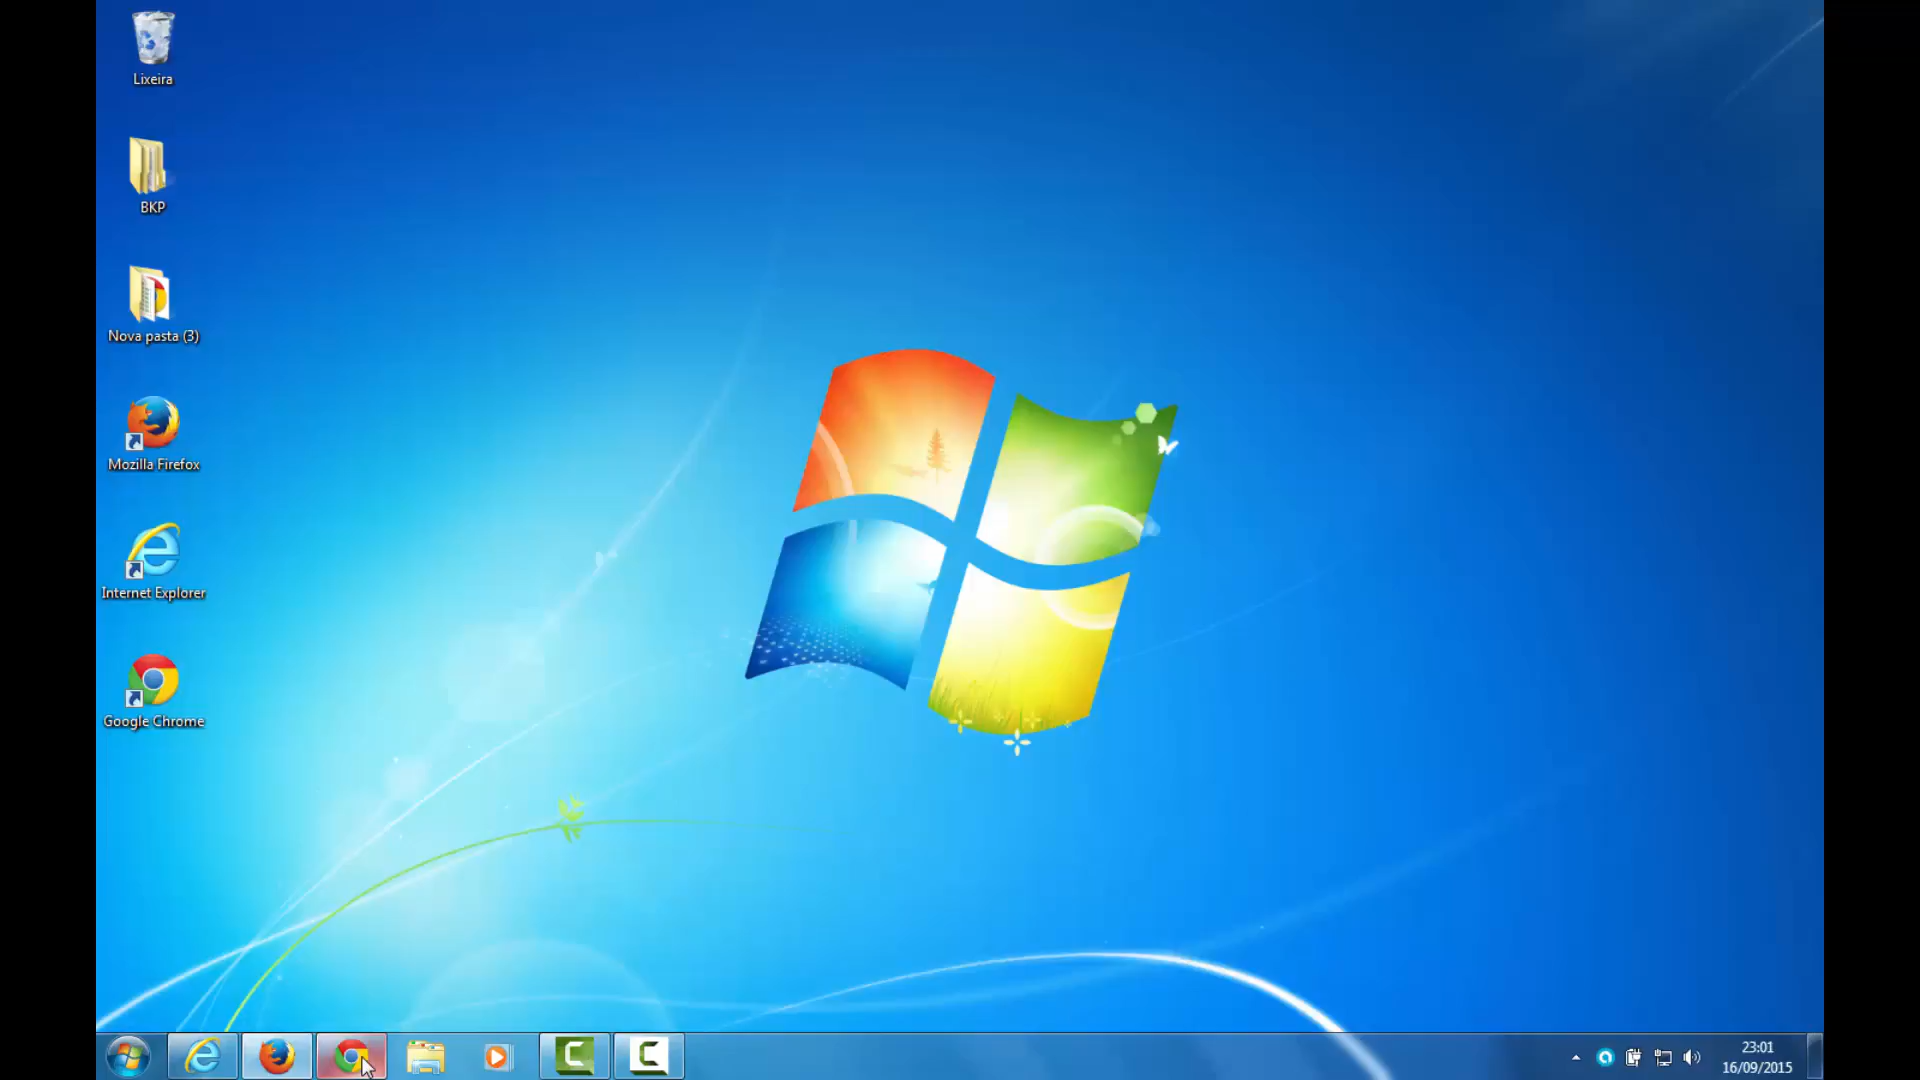 Lixeira
BKP
Nova pasta (3)
Mozilla Firefox
Internet Explorer
Google Chrome
23:01
16/09/2015